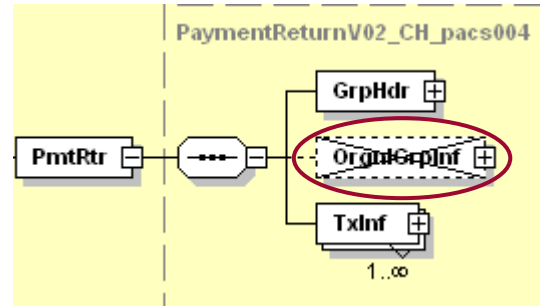 PaymentReturnV02_CH_pacs004
GrpHdr
PmtRtr
OrgnlGrpInf
TxInf
1..∞